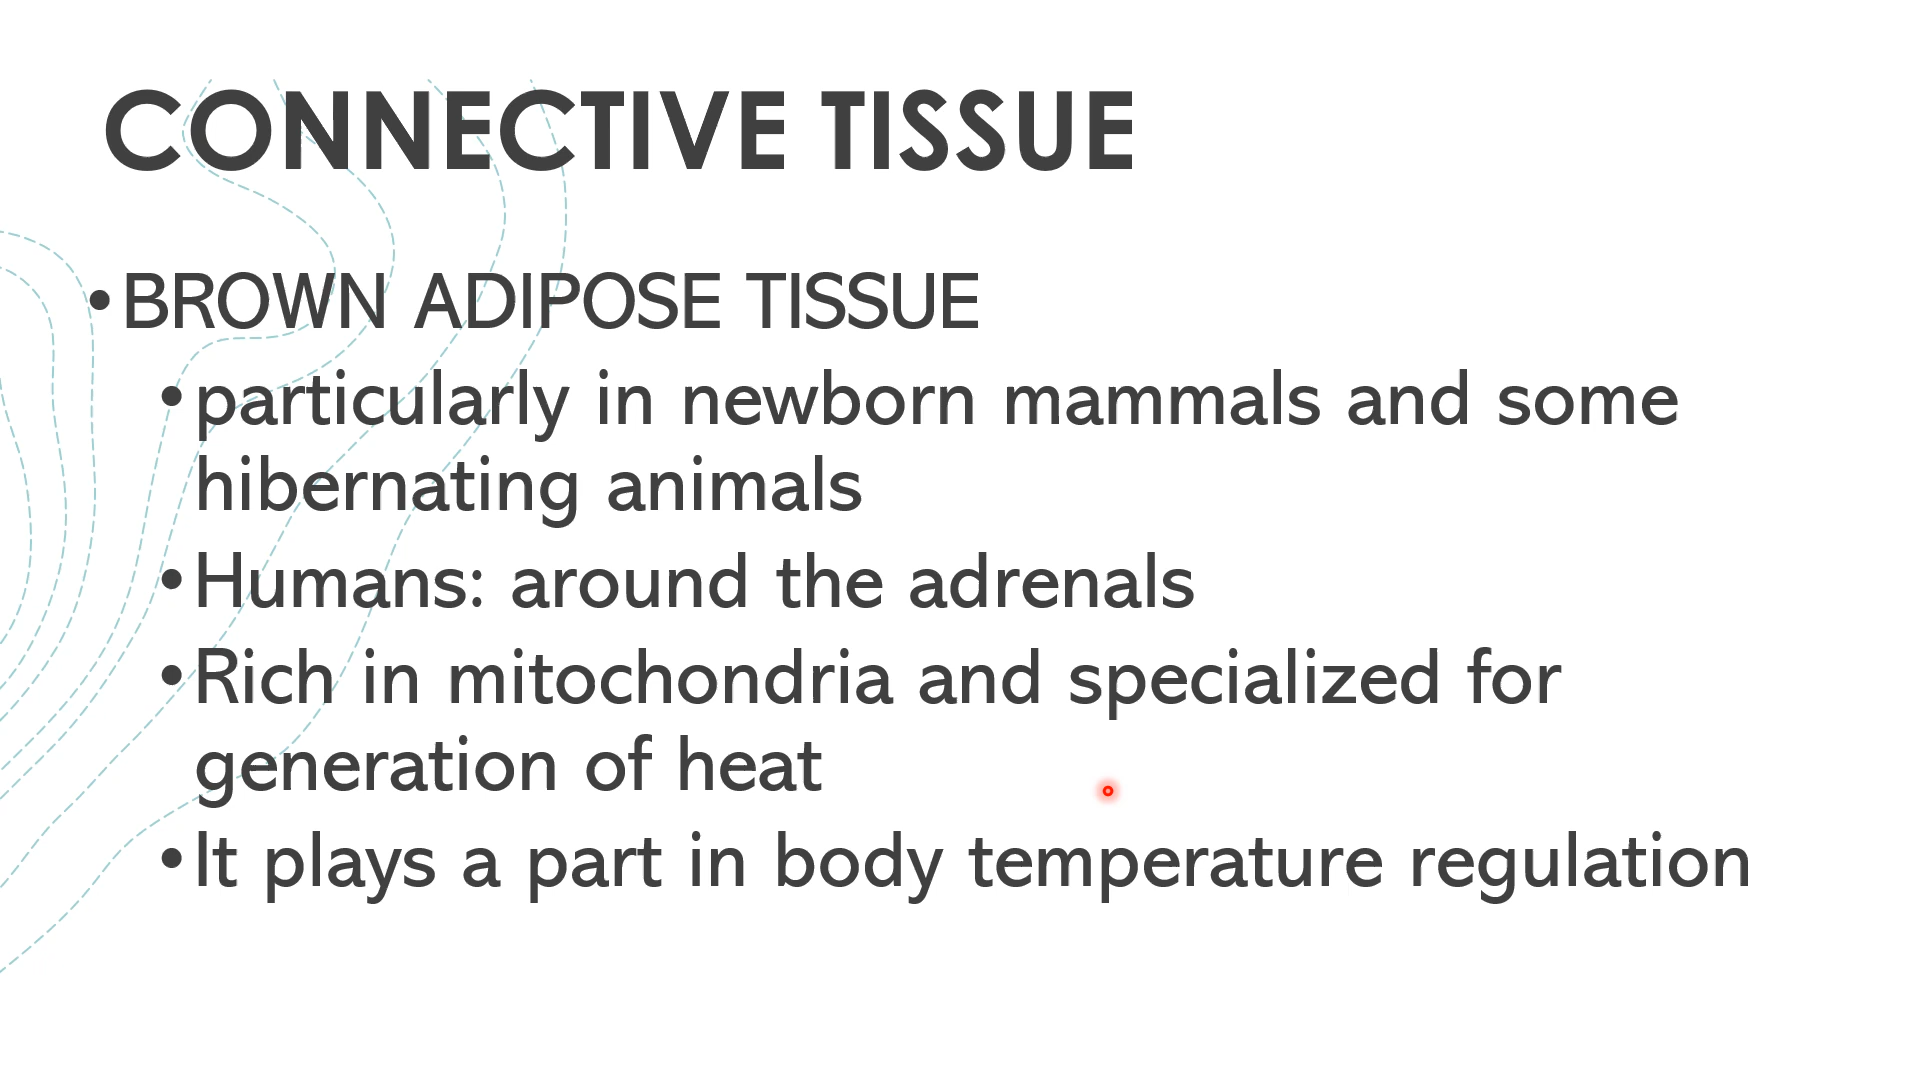 CONNECTIVE TISSUE
•BROWN ADIPOSE TISSUE
•particularly in newborn mammals and some
hibernating animals
•Humans: around the adrenals
•Rich in mitochondria and specialized for
generation of heat
•It plays a part in body temperature regulation